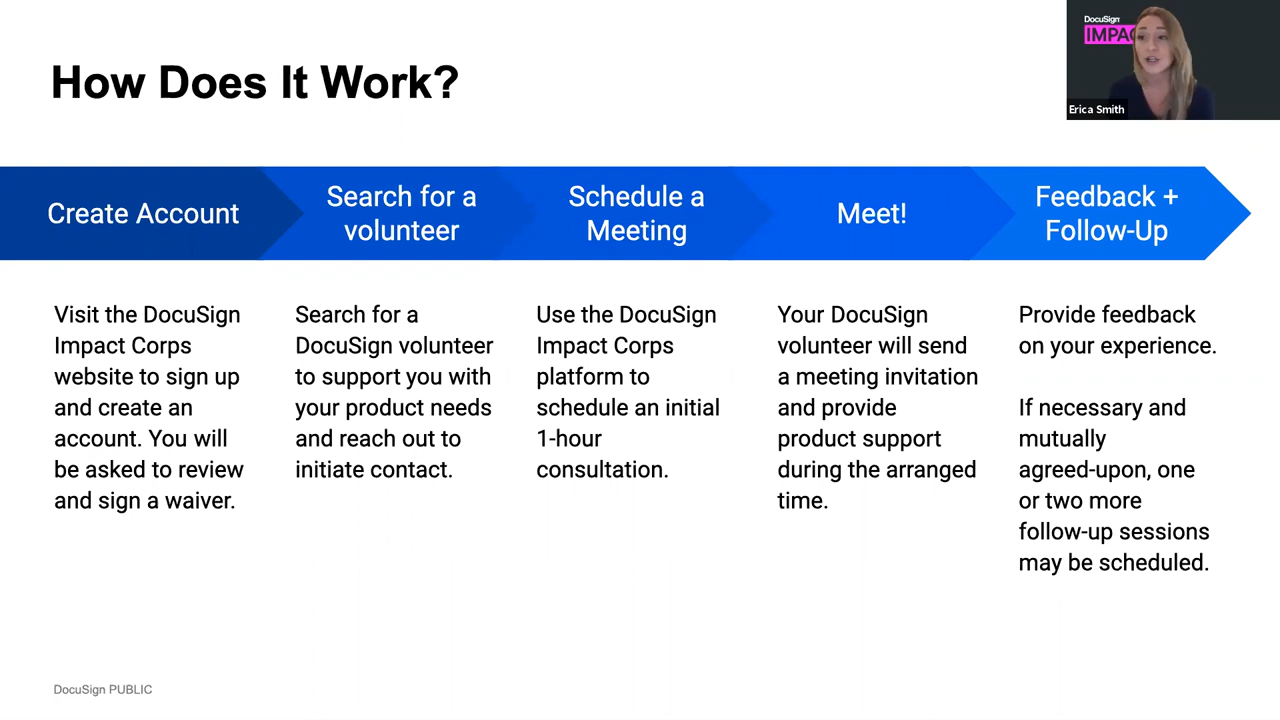 How Does It Work?
DocuSign
IMPAC
Erica Smith
Create Account
Search for a
volunteer
Schedule a
Meeting
Meet!
Feedback +
Follow-Up
Visit the DocuSign
Impact Corps
website to sign up
and create an
account. You will
be asked to review
and sign a waiver.
Search for a
DocuSign volunteer
to support you with
your product needs
and reach out to
initiate contact.
Use the DocuSign
Impact Corps
platform to
schedule an initial
1-hour
consultation.
Your DocuSign
volunteer will send
a meeting invitation
and provide
product support
during the arranged
time.
Provide feedback
on your experience.
If necessary and
mutually
agreed-upon, one
or two more
follow-up sessions
may be scheduled.
DocuSign PUBLIC